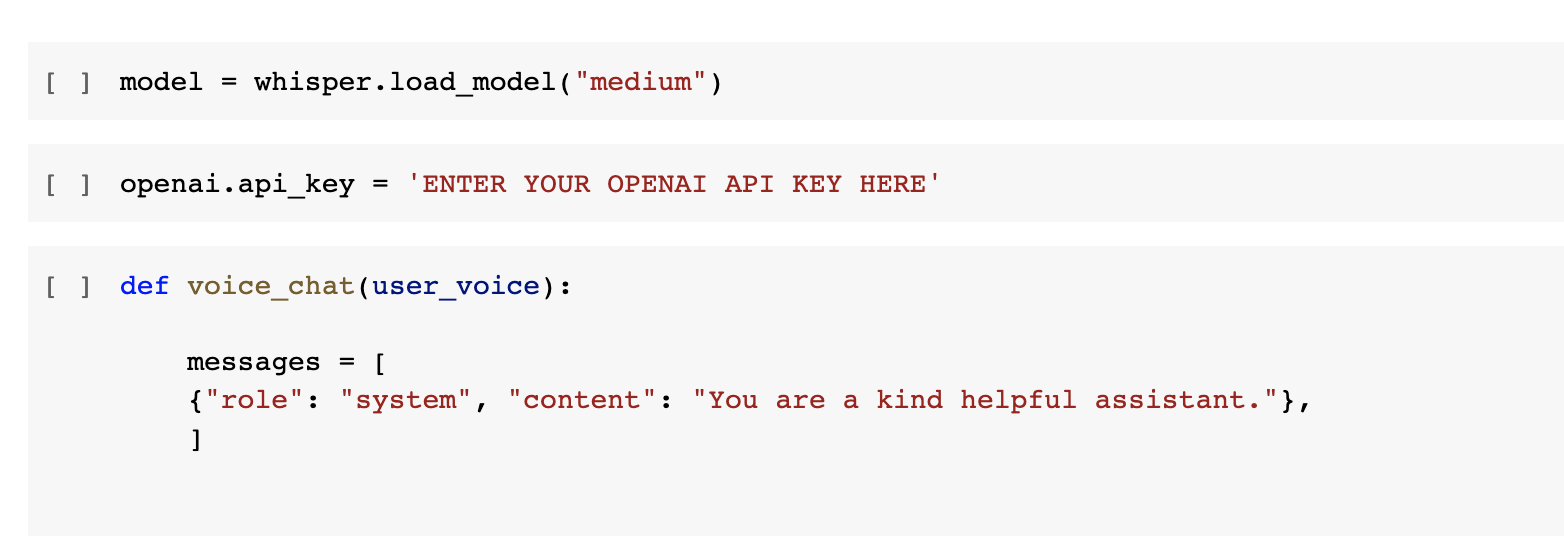 [ ] model = whisper.load_model("medium")
[ ] openai.api_key = 'ENTER YOUR OPENAI API KEY HERE'
[ ] def voice_chat(user_voice):
messages = [
{"role": "system", "content": "You are a kind helpful assistant."},
]